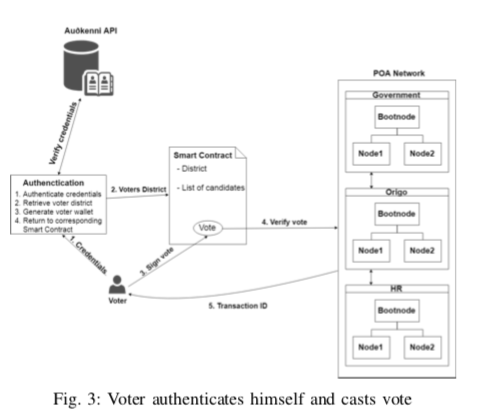 Auðkenni API
Verify credentials
Authenctication
1. Authenticate credentials
2. Retrieve voter district
3. Generate voter wallet
4. Return to corresponding
Smart Contract
2. Voters District
Smart Contract
- District
- List of candidates
Vote
1. Credentials
3. Sign vote
Voter
4. Verify vote
5. Transaction ID
POA Network
Government
Bootnode
Node1 Node2
Origo
Bootnode
Node1 Node2
HR
Bootnode
Node1 Node2
Fig. 3: Voter authenticates himself and casts vote